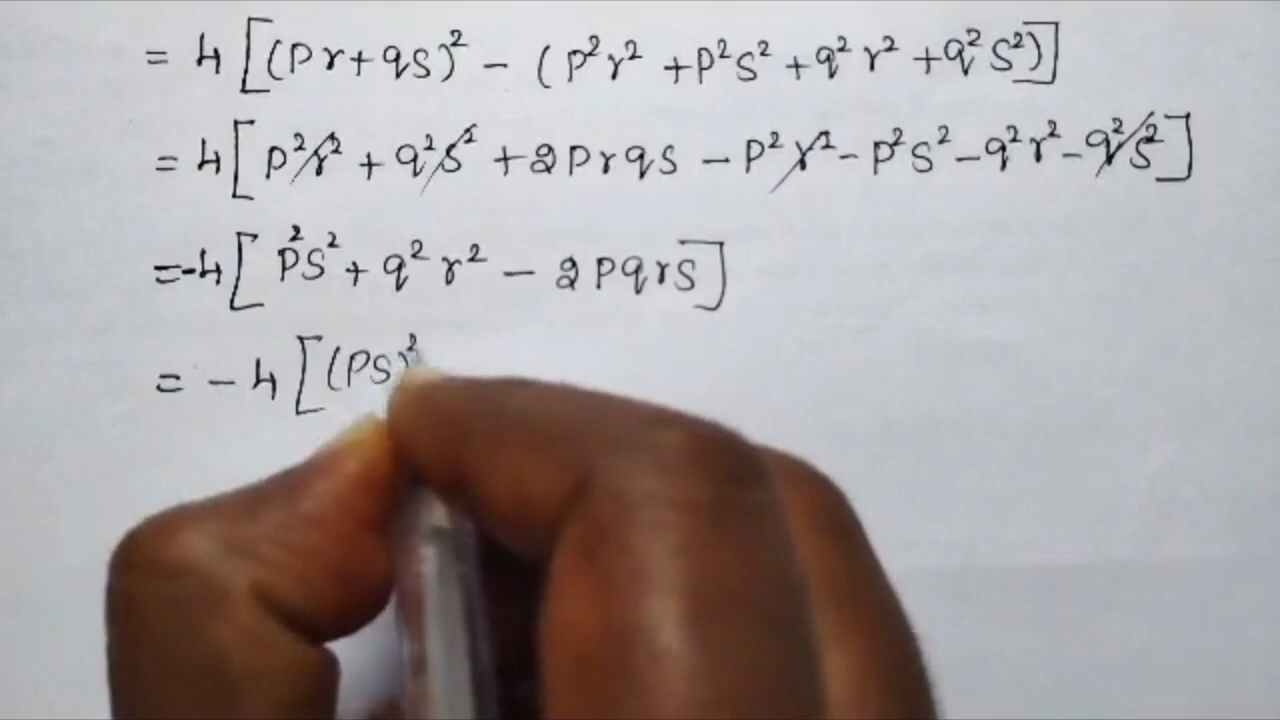 = 4 [(Pr+qs)² - (P²r² + P²s² + q²r² + q²s²)]
= 4 [P²r² + q²s² + 2Prqs - P²r² - P²s² - q²r² - q²s²]
= -4 [P²s² + q²r² - 2Pqrs]
= - 4 [(Ps)²